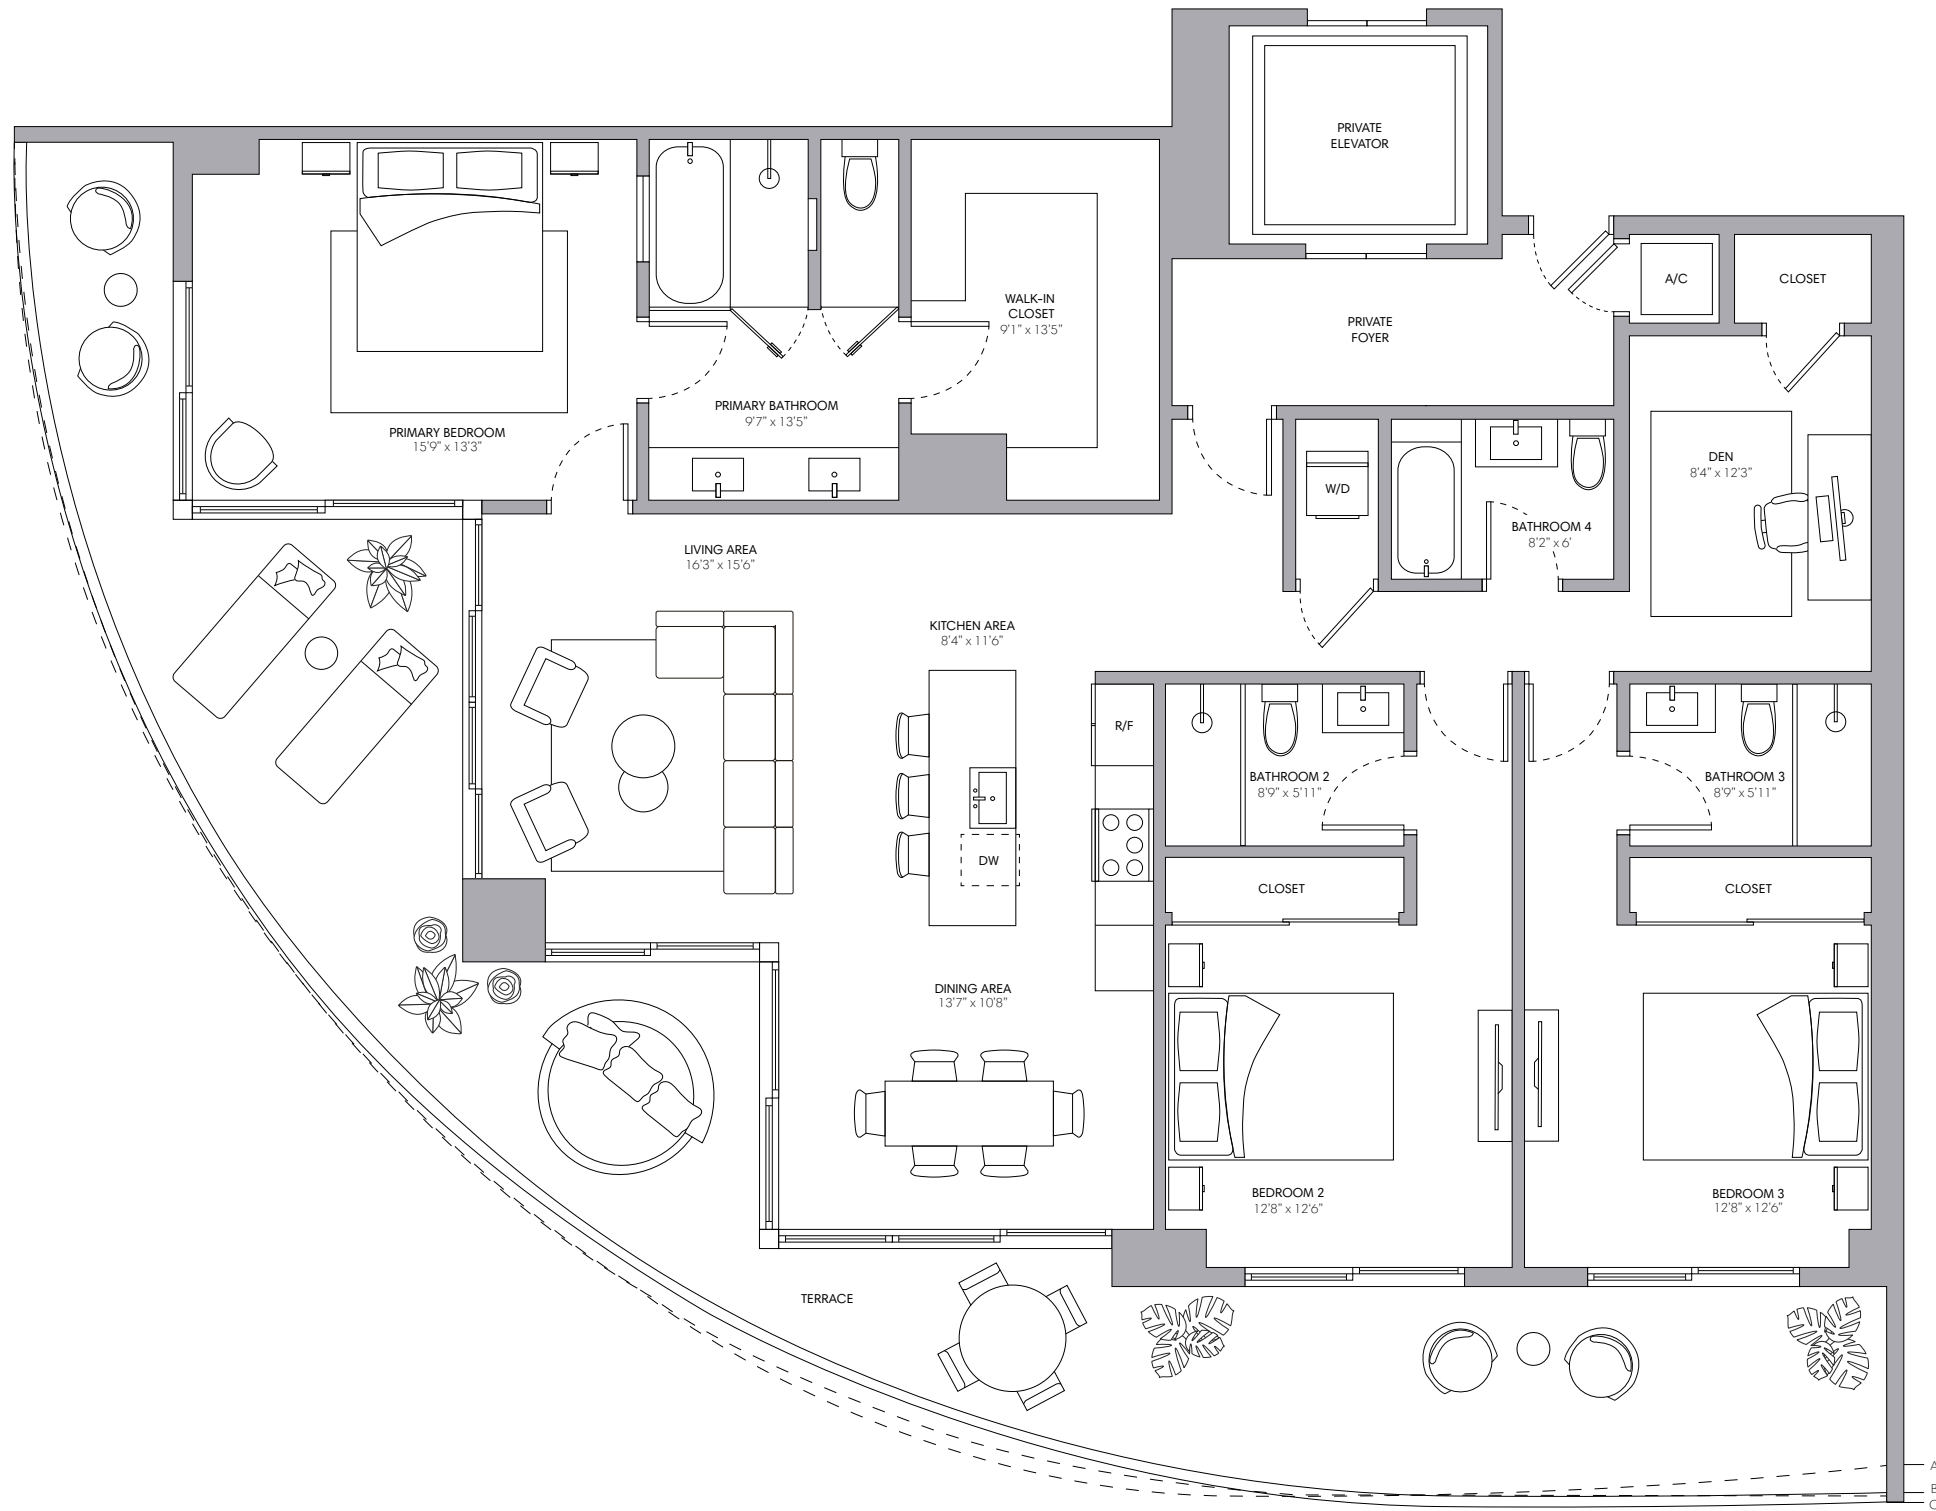 PRIVATE
ELEVATOR
A/C
CLOSET
WALK-IN
CLOSET
9'1" x 13'5"
PRIVATE
FOYER
PRIMARY BATHROOM
9'7" x 13'5"
PRIMARY BEDROOM
15'9" x 13'3"
DEN
8'4" x 12'3"
W/D
BATHROOM 4
8'2" x 6'
LIVING AREA
16'3" x 15'6"
KITCHEN AREA
8'4" x 11'6"
R/F
BATHROOM 2
8'9" x 5'11"
BATHROOM 3
8'9" x 5'11"
DW
CLOSET
CLOSET
DINING AREA
13'7" x 10'8"
BEDROOM 2
12'8" x 12'6"
BEDROOM 3
12'8" x 12'6"
TERRACE
A
B
C